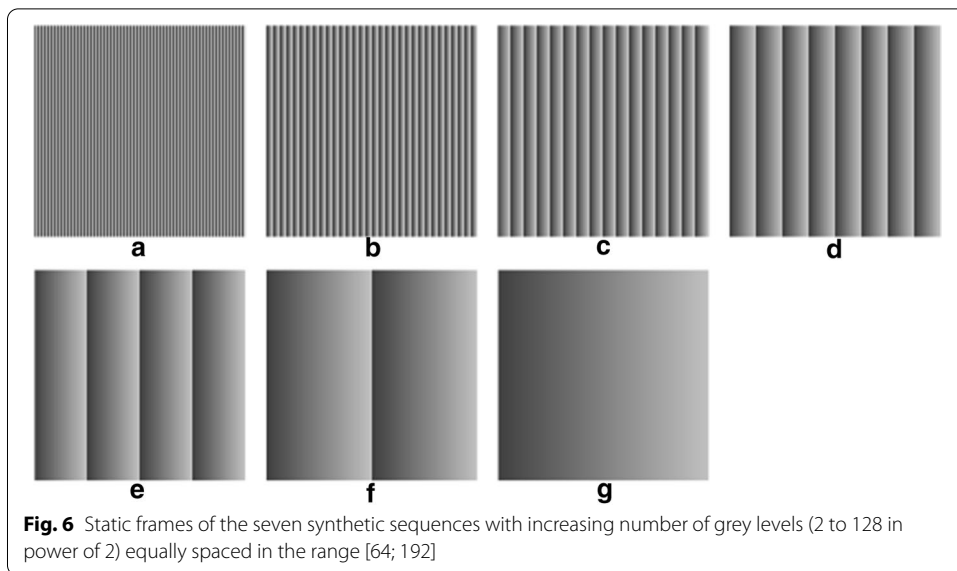 a
b
c
d
e
f
g
Fig. 6 Static frames of the seven synthetic sequences with increasing number of grey levels (2 to 128 in
power of 2) equally spaced in the range [64; 192]